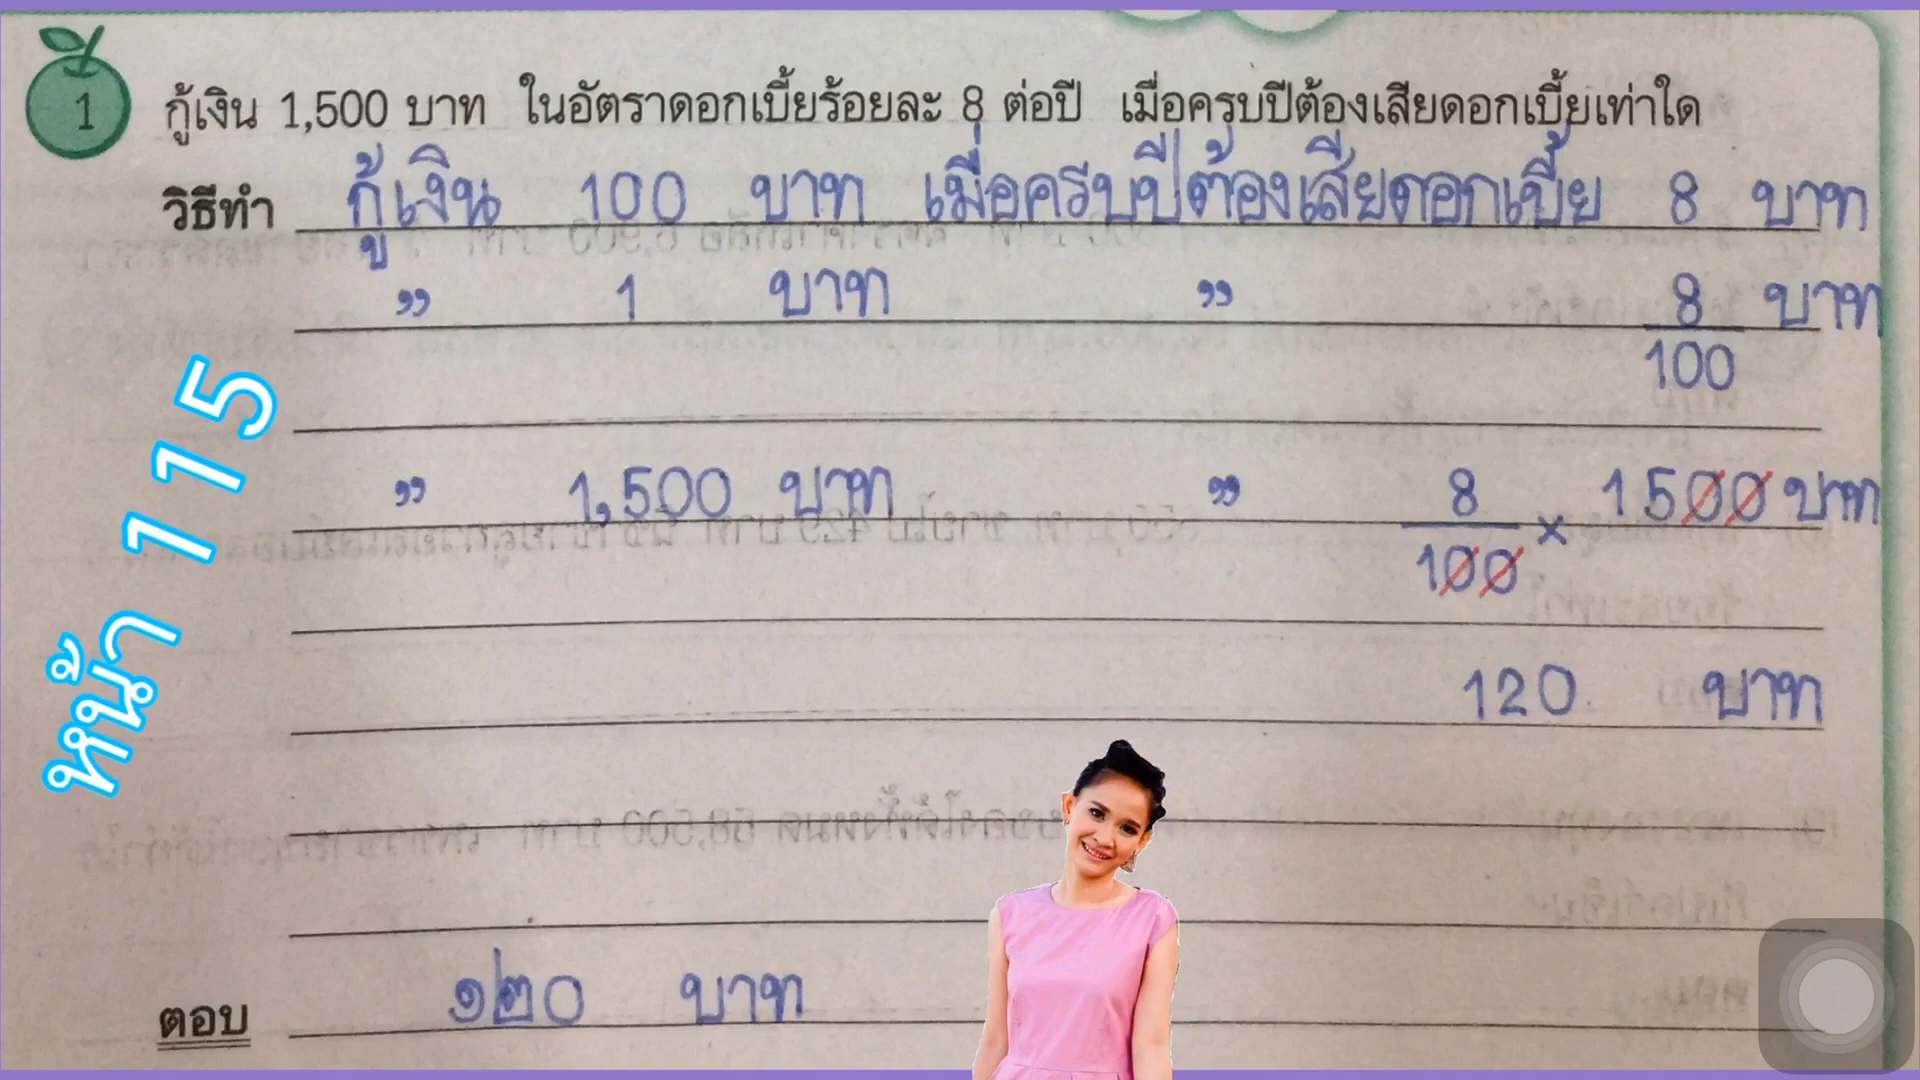 1 กู้เงิน 1,500 บาท ในอัตราดอกเบี้ยร้อยละ 8 ต่อปี เมื่อครบปีต้องเสียดอกเบี้ยเท่าใด
วิธีทำ กู้เงิน 100 บาท เมื่อครบปีต้องเสียดอกเบี้ย 8 บาท
" 1 บาท " 8 บาท
100
" 1,500 บาท " 8 × 1500 บาท
100
120 บาท
ตอบ ๑๒๐ บาท
หน้า 115